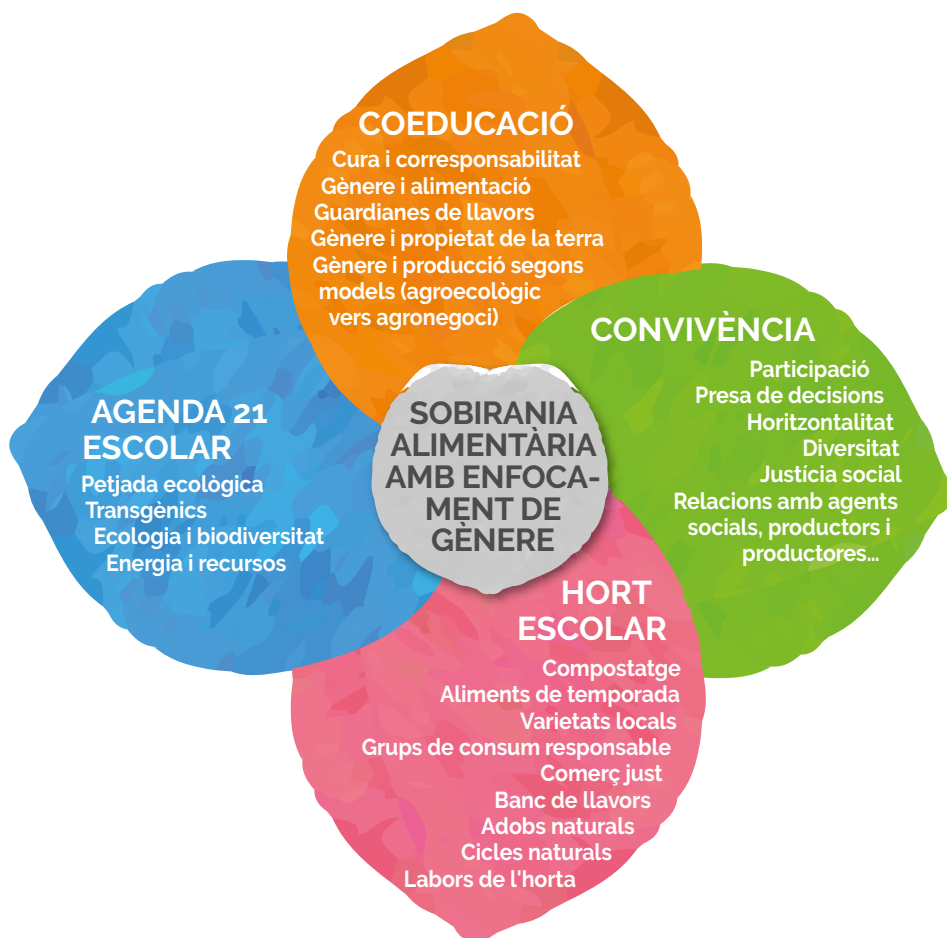 COEDUCACIÓ
Cura i corresponsabilitat
Gènere i alimentació
Guardianes de llavors
Gènere i propietat de la terra
Gènere i producció segons
models (agroecològic
vers agronegoci)
CONVIVÈNCIA
Participació
Presa de decisions
Horitzontalitat
Diversitat
Justícia social
Relacions amb agents
socials, productors i
productores...
AGENDA 21
ESCOLAR
Petjada ecològica
Transgènics
Ecologia i biodiversitat
Energia i recursos
SOBIRANIA
ALIMENTÀRIA
AMB ENFOCA-
MENT DE
GÈNERE
HORT
ESCOLAR
Compostatge
Aliments de temporada
Varietats locals
Grups de consum responsable
Comerç just
Banc de llavors
Adobs naturals
Cicles naturals
Labors de l'horta